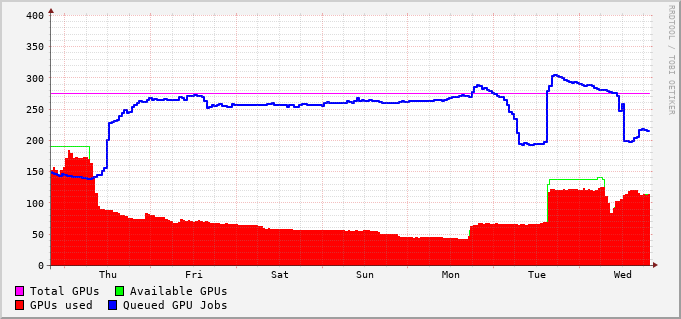 400
350
300
250
200
150
100
50
0
Thu Fri Sat Sun Mon Tue Wed
Total GPUs Available GPUs
GPUs used Queued GPU Jobs
RRDTOOL / TOBI OETIKER